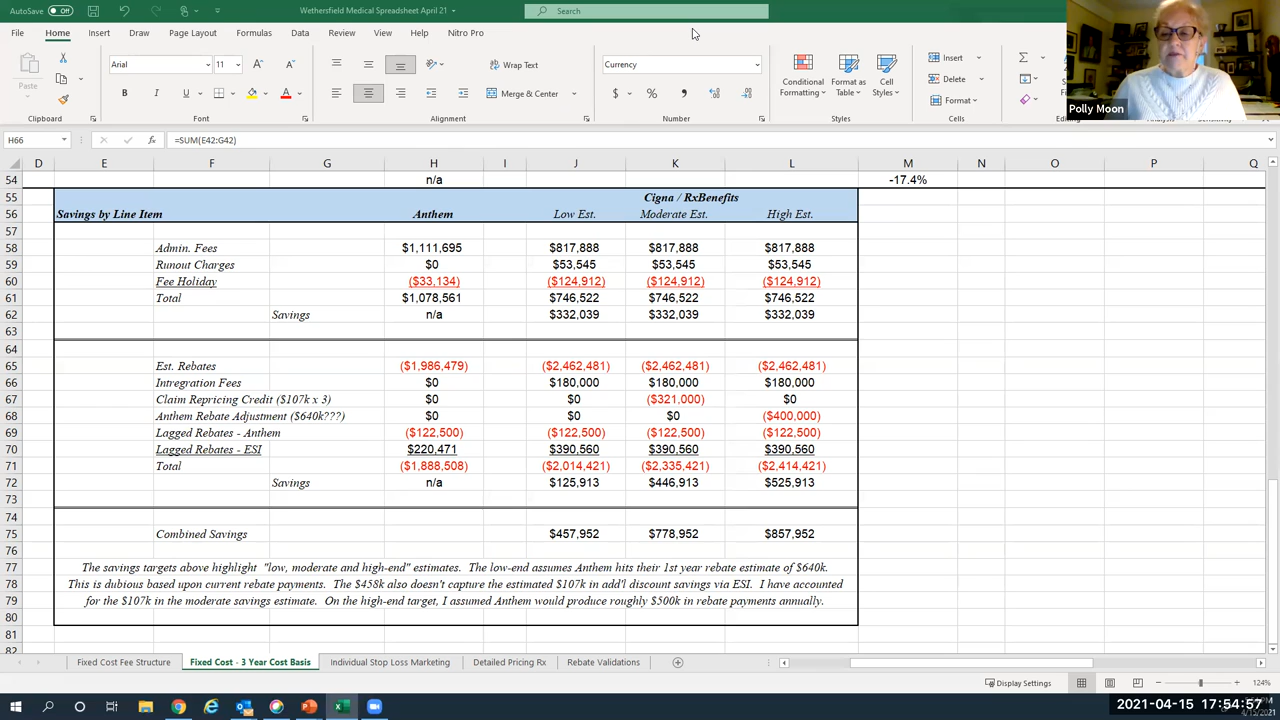 AutoSave Off Wethersfield Medical Spreadsheet April 21 Search
File Home Insert Draw Page Layout Formulas Data Review View Help Nitro Pro
Paste Arial 11 Wrap Text Currency Conditional Formatting Format as Table Cell Styles Insert
B I U Merge & Center $ % Delete
Format
Clipboard Font Alignment Number Styles Cells
Polly Moon
H66 =SUM(E42:G42)
D E F G H I J K L M N O P Q
54 n/a -17.4%
55 Cigna / RxBenefits
56 Savings by Line Item Anthem Low Est. Moderate Est. High Est.
57
58 Admin. Fees $1,111,695 $817,888 $817,888 $817,888
59 Runout Charges $0 $53,545 $53,545 $53,545
60 Fee Holiday ($33,134) ($124,912) ($124,912) ($124,912)
61 Total $1,078,561 $746,522 $746,522 $746,522
62 Savings n/a $332,039 $332,039 $332,039
63
64
65 Est. Rebates ($1,986,479) ($2,462,481) ($2,462,481) ($2,462,481)
66 Intregration Fees $0 $180,000 $180,000 $180,000
67 Claim Repricing Credit ($107k x 3) $0 $0 ($321,000) $0
68 Anthem Rebate Adjustment ($640k???) $0 $0 $0 ($400,000)
69 Lagged Rebates - Anthem ($122,500) ($122,500) ($122,500) ($122,500)
70 Lagged Rebates - ESI $220,471 $390,560 $390,560 $390,560
71 Total ($1,888,508) ($2,014,421) ($2,335,421) ($2,414,421)
72 Savings n/a $125,913 $446,913 $525,913
73
74
75 Combined Savings $457,952 $778,952 $857,952
76
77 The savings targets above highlight "low, moderate and high-end" estimates. The low-end assumes Anthem hits their 1st year rebate estimate of $640k.
78 This is dubious based upon current rebate payments. The $458k also doesn't capture the estimated $107k in add'l discount savings via ESI. I have accounted
79 for the $107k in the moderate savings estimate. On the high-end target, I assumed Anthem would produce roughly $500k in rebate payments annually.
80
81
82
Fixed Cost Fee Structure Fixed Cost - 3 Year Cost Basis Individual Stop Loss Marketing Detailed Pricing Rx Rebate Validations
Display Settings 124%
2021-04-15 17:54:57